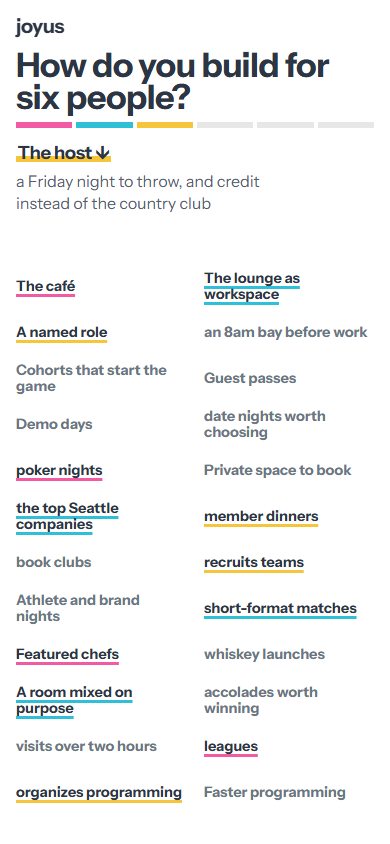 joyus
How do you build for
six people?
The host ↓
a Friday night to throw, and credit
instead of the country club
The café
The lounge as
workspace
A named role
an 8am bay before work
Cohorts that start the
game
Guest passes
Demo days
date nights worth
choosing
poker nights
Private space to book
the top Seattle
companies
member dinners
book clubs
recruits teams
Athlete and brand
nights
short-format matches
Featured chefs
whiskey launches
A room mixed on
purpose
accolades worth
winning
visits over two hours
leagues
organizes programming
Faster programming